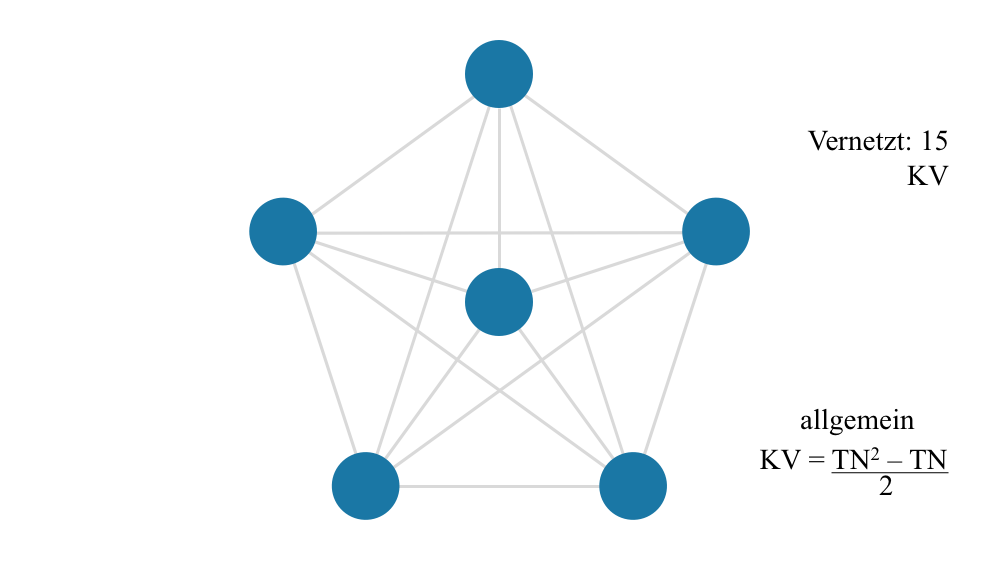 Vernetzt: 15
KV
allgemein
KV = TN² – TN
2